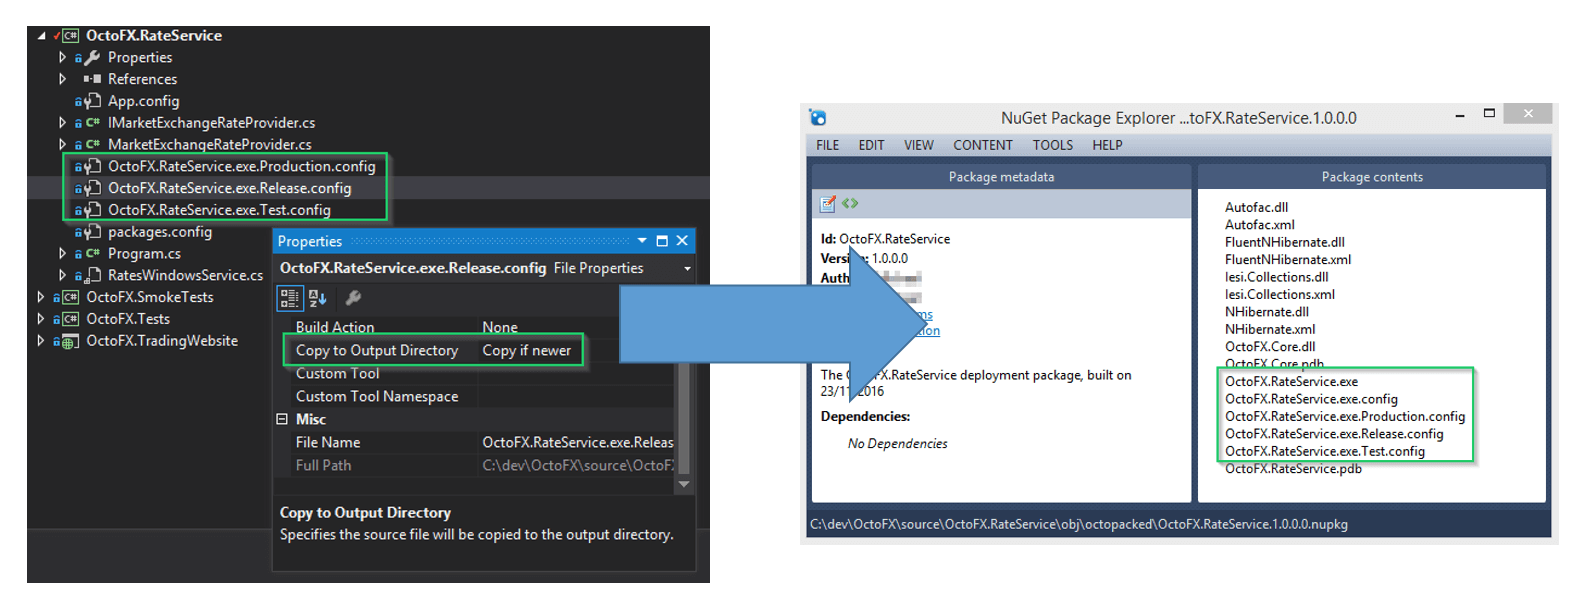 OctoFX.RateService
Properties
References
App.config
IMarketExchangeRateProvider.cs
MarketExchangeRateProvider.cs
OctoFX.RateService.exe.Production.config
OctoFX.RateService.exe.Release.config
OctoFX.RateService.exe.Test.config
packages.config
Program.cs
RatesWindowsService.cs
OctoFX.SmokeTests
OctoFX.Tests
OctoFX.TradingWebsite
Properties
OctoFX.RateService.exe.Release.config File Properties
Build Action None
Copy to Output Directory Copy if newer
Custom Tool
Custom Tool Namespace
Misc
File Name OctoFX.RateService.exe.Releas
Full Path C:\dev\OctoFX\source\OctoF
Copy to Output Directory
Specifies the source file will be copied to the output directory.
NuGet Package Explorer ...toFX.RateService.1.0.0.0
FILE EDIT VIEW CONTENT TOOLS HELP
Package metadata
Id: OctoFX.RateService
Version: 1.0.0.0
Auth
ms
tion
The OctoFX.RateService deployment package, built on
23/11/2016
Dependencies:
No Dependencies
Package contents
Autofac.dll
Autofac.xml
FluentNHibernate.dll
FluentNHibernate.xml
Iesi.Collections.dll
Iesi.Collections.xml
NHibernate.dll
NHibernate.xml
OctoFX.Core.dll
OctoFX.Core.pdb
OctoFX.RateService.exe
OctoFX.RateService.exe.config
OctoFX.RateService.exe.Production.config
OctoFX.RateService.exe.Release.config
OctoFX.RateService.exe.Test.config
OctoFX.RateService.pdb
C:\dev\OctoFX\source\OctoFX.RateService\obj\octopacked\OctoFX.RateService.1.0.0.0.nupkg